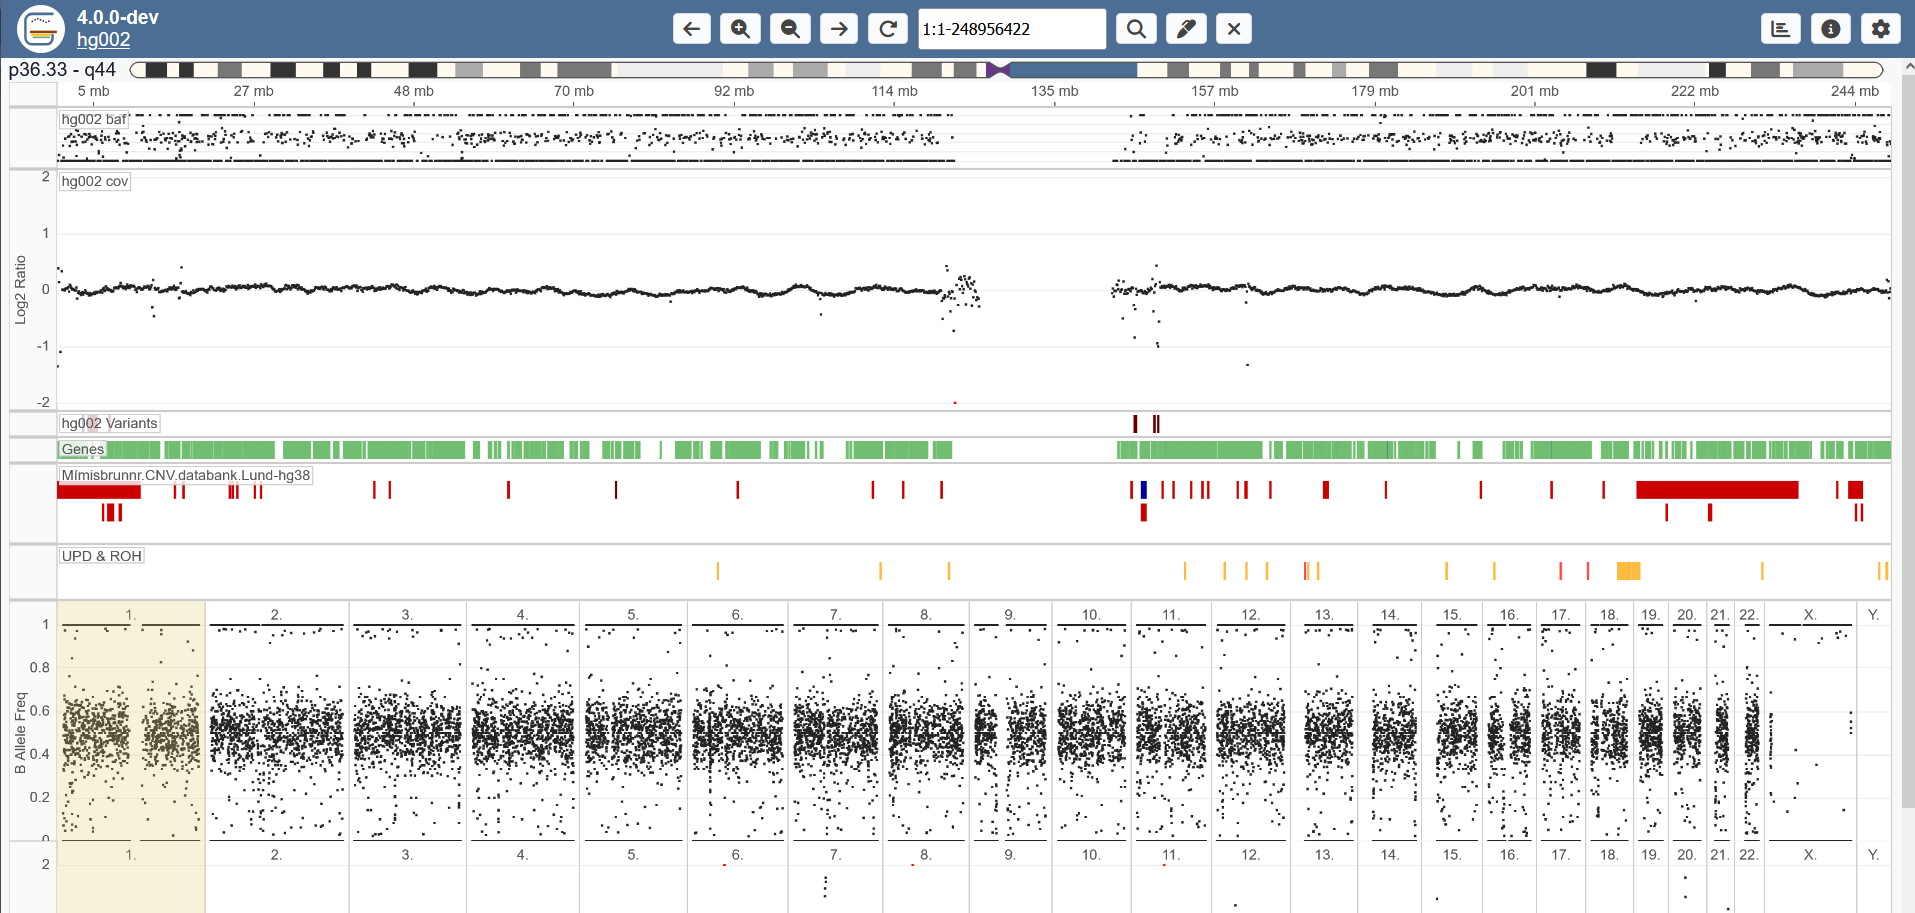 4.0.0-dev
hg002
1:1-248956422
p36.33 - q44
5 mb 27 mb 48 mb 70 mb 92 mb 114 mb 135 mb 157 mb 179 mb 201 mb 222 mb 244 mb
hg002 baf
hg002 cov
2
1
0
-1
-2
Log2 Ratio
hg002 Variants
Genes
Mímisbrunnr.CNV.databank.Lund-hg38
UPD & ROH
1. 2. 3. 4. 5. 6. 7. 8. 9. 10. 11. 12. 13. 14. 15. 16. 17. 18. 19. 20. 21. 22. X. Y.
1
0.8
0.6
0.4
0.2
0
B Allele Freq
1. 2. 3. 4. 5. 6. 7. 8. 9. 10. 11. 12. 13. 14. 15. 16. 17. 18. 19. 20. 21. 22. X. Y.
2